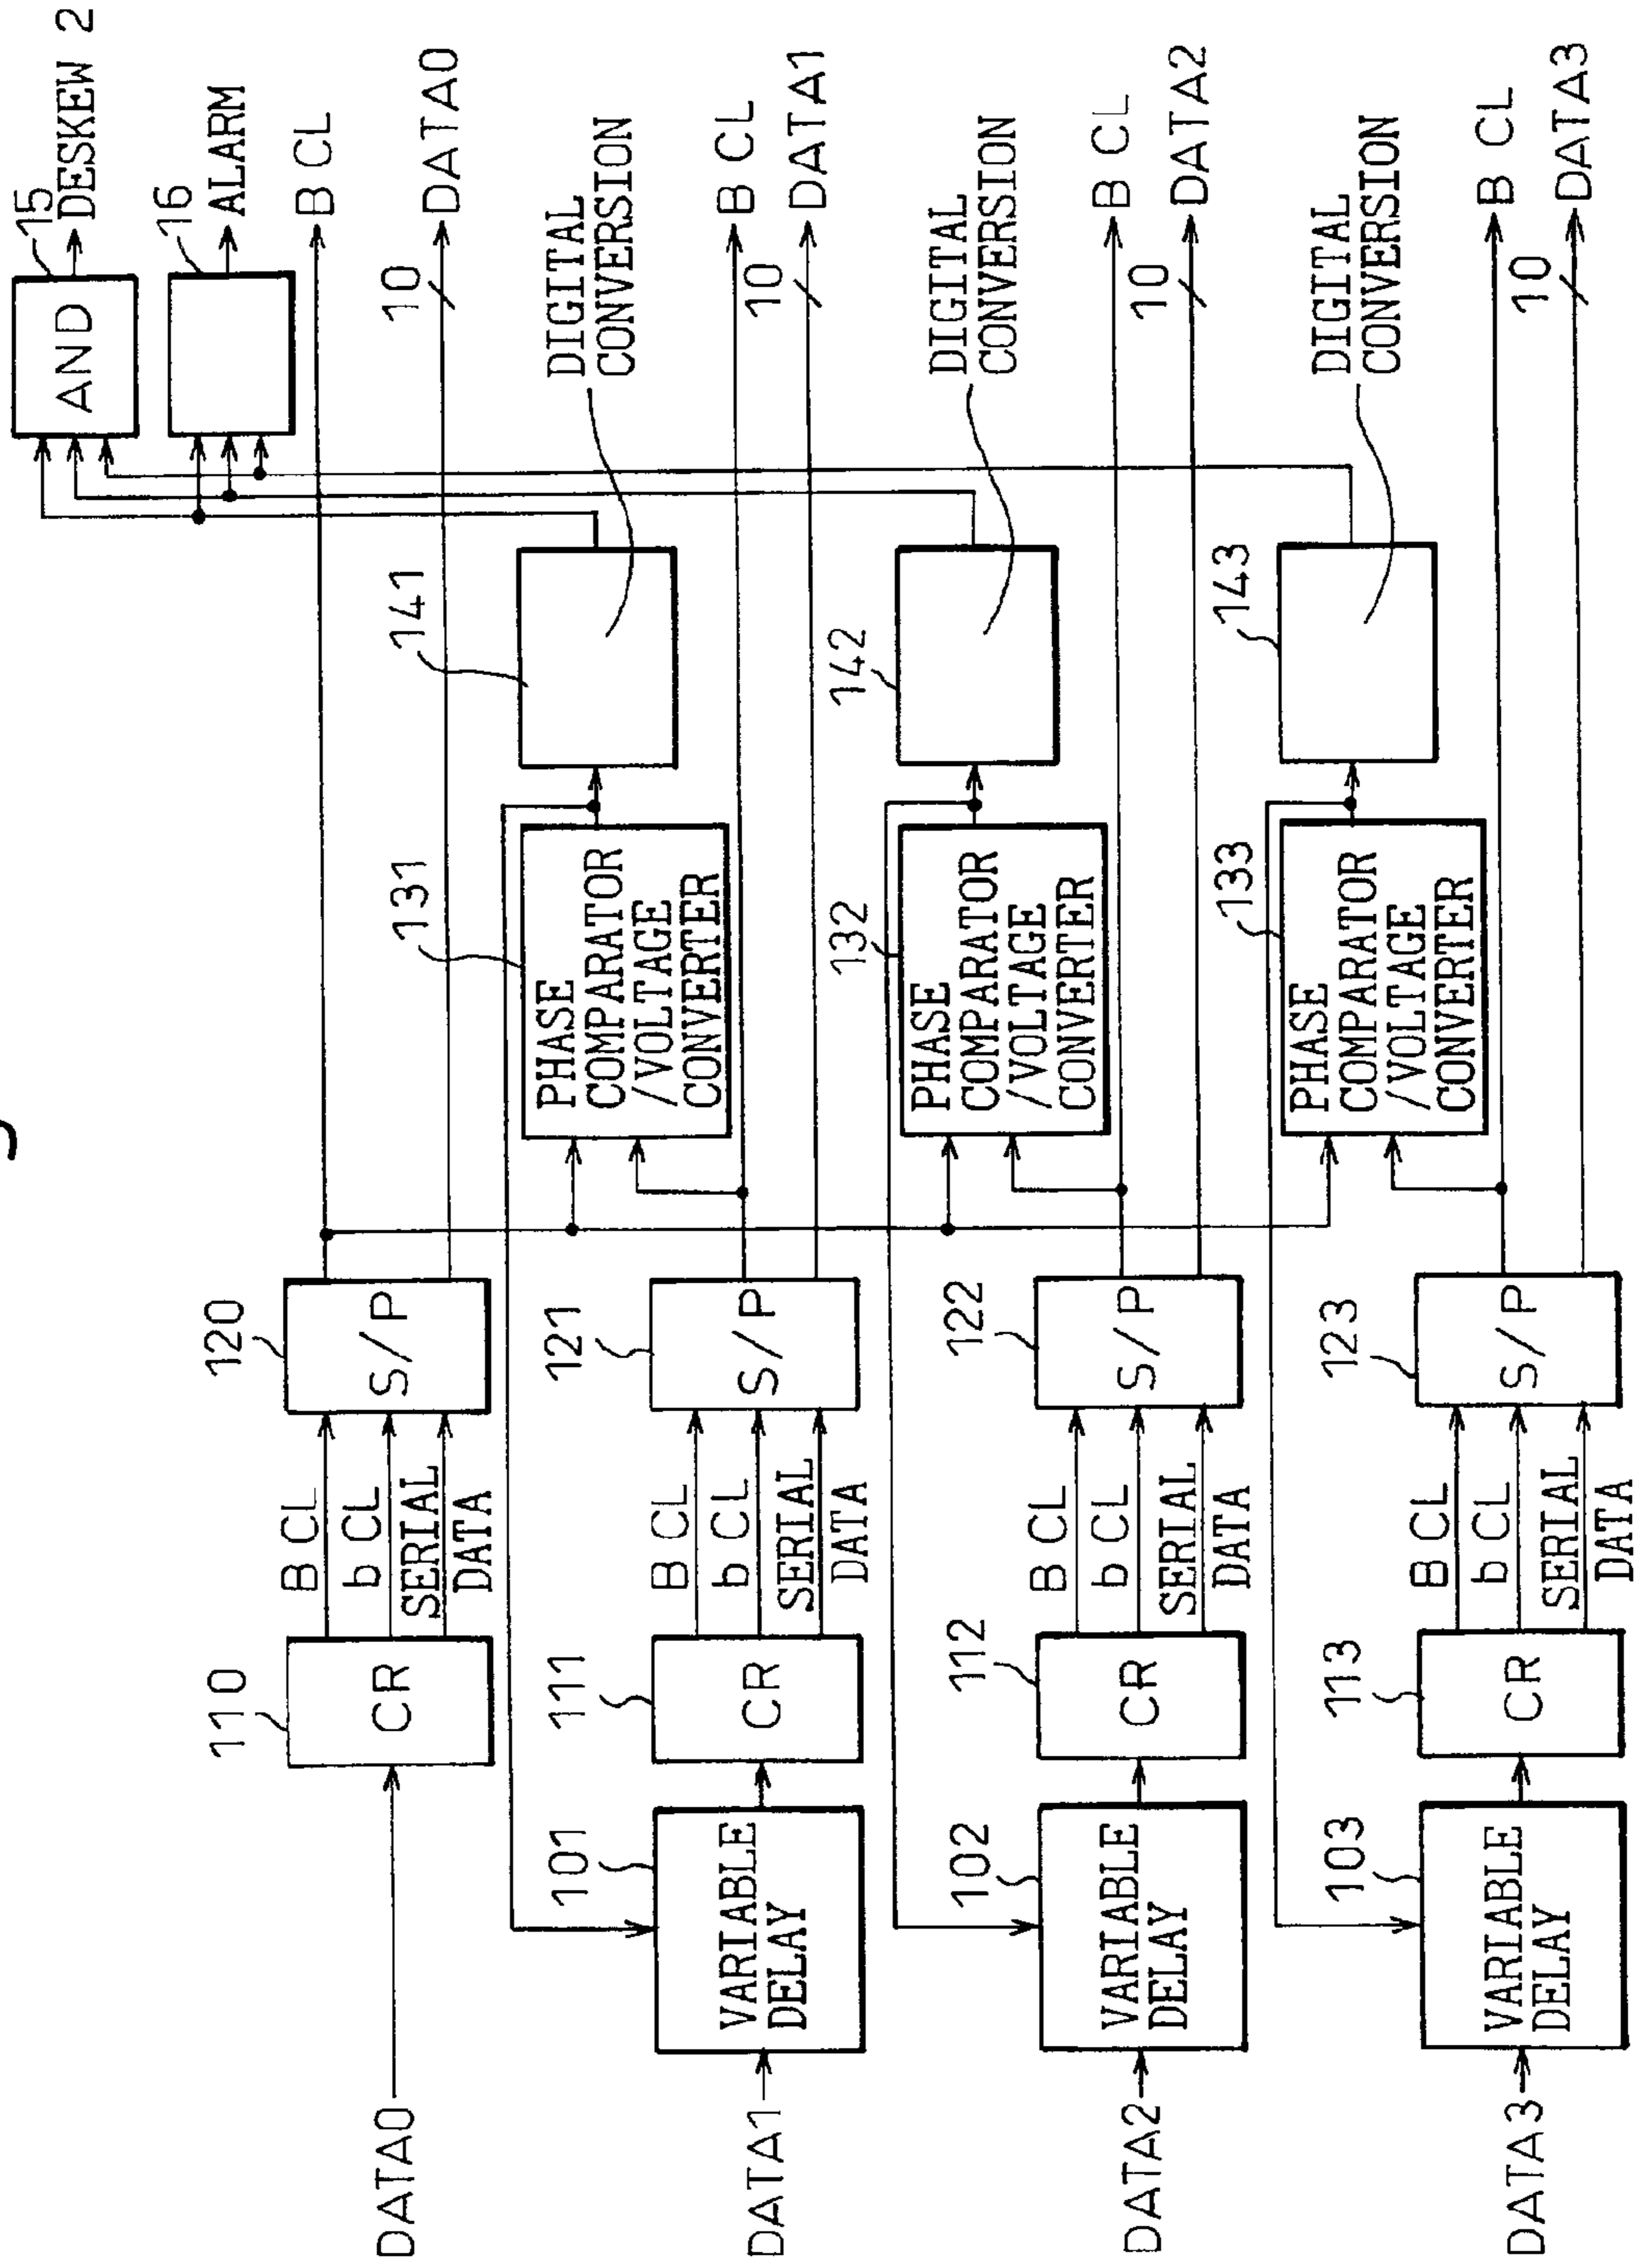 15
DESKEW 2
AND
16
ALARM
B CL
10
DATA0
120
S/P
B CL
b CL
SERIAL
DATA
110
CR
DATA0
141
DIGITAL
CONVERSION
131
PHASE
COMPARATOR
/VOLTAGE
CONVERTER
B CL
10
DATA1
121
S/P
B CL
b CL
SERIAL
DATA
111
CR
101
VARIABLE
DELAY
DATA1
142
DIGITAL
CONVERSION
132
PHASE
COMPARATOR
/VOLTAGE
CONVERTER
B CL
10
DATA2
122
S/P
B CL
b CL
SERIAL
DATA
112
CR
102
VARIABLE
DELAY
DATA2
143
DIGITAL
CONVERSION
133
PHASE
COMPARATOR
/VOLTAGE
CONVERTER
B CL
10
DATA3
123
S/P
B CL
b CL
SERIAL
DATA
113
CR
103
VARIABLE
DELAY
DATA3